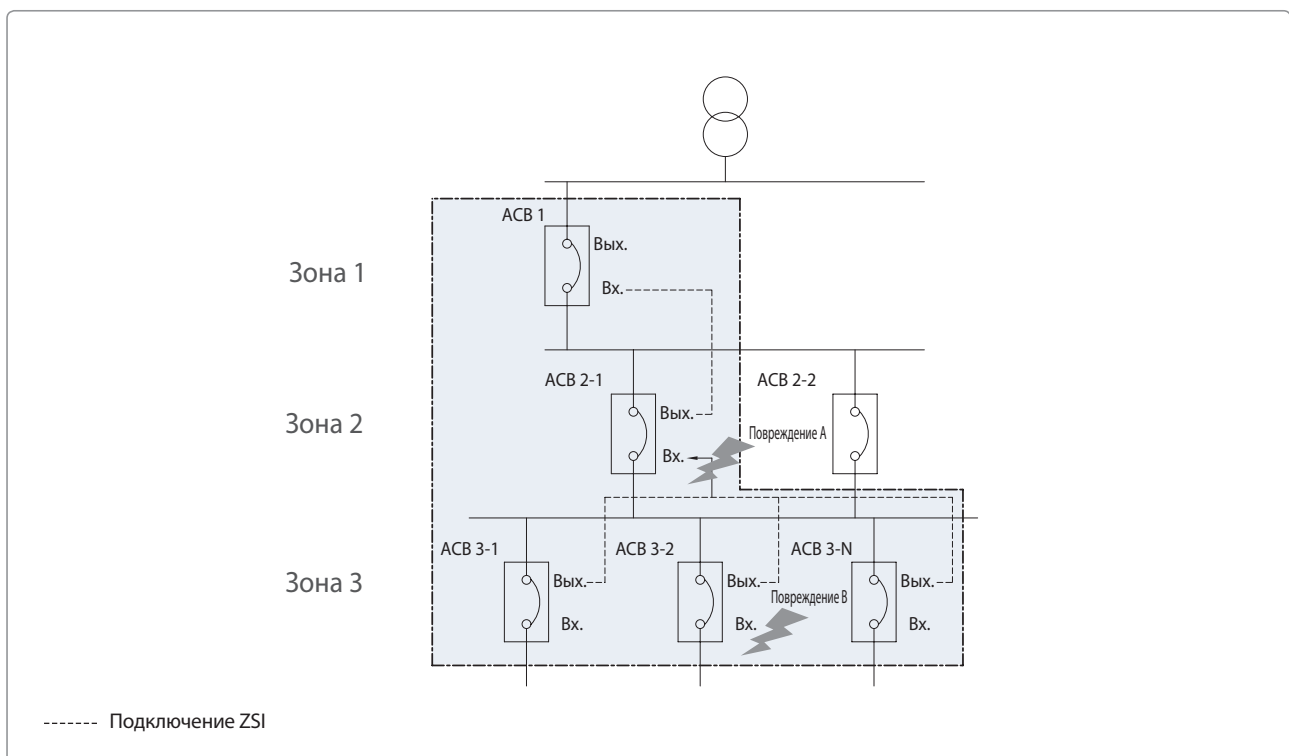 ACB 1
Вых.
Зона 1
Вх.
ACB 2-1
ACB 2-2
Вых.
Зона 2
Повреждение A
Вх.
ACB 3-1
ACB 3-2
ACB 3-N
Вых.
Вых.
Вых.
Зона 3
Повреждение B
Вх.
Вх.
Вх.
Подключение ZSI